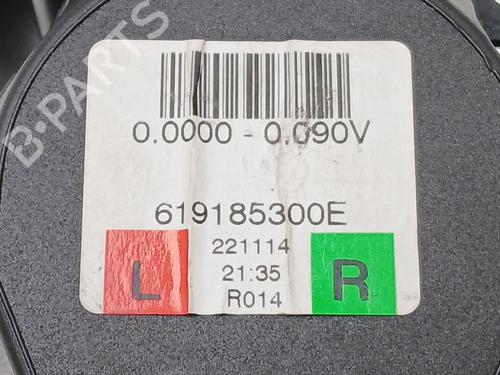 B-PARTS
0.0000 - 0.090V
619185300E
221114
L
21:35
R
R014